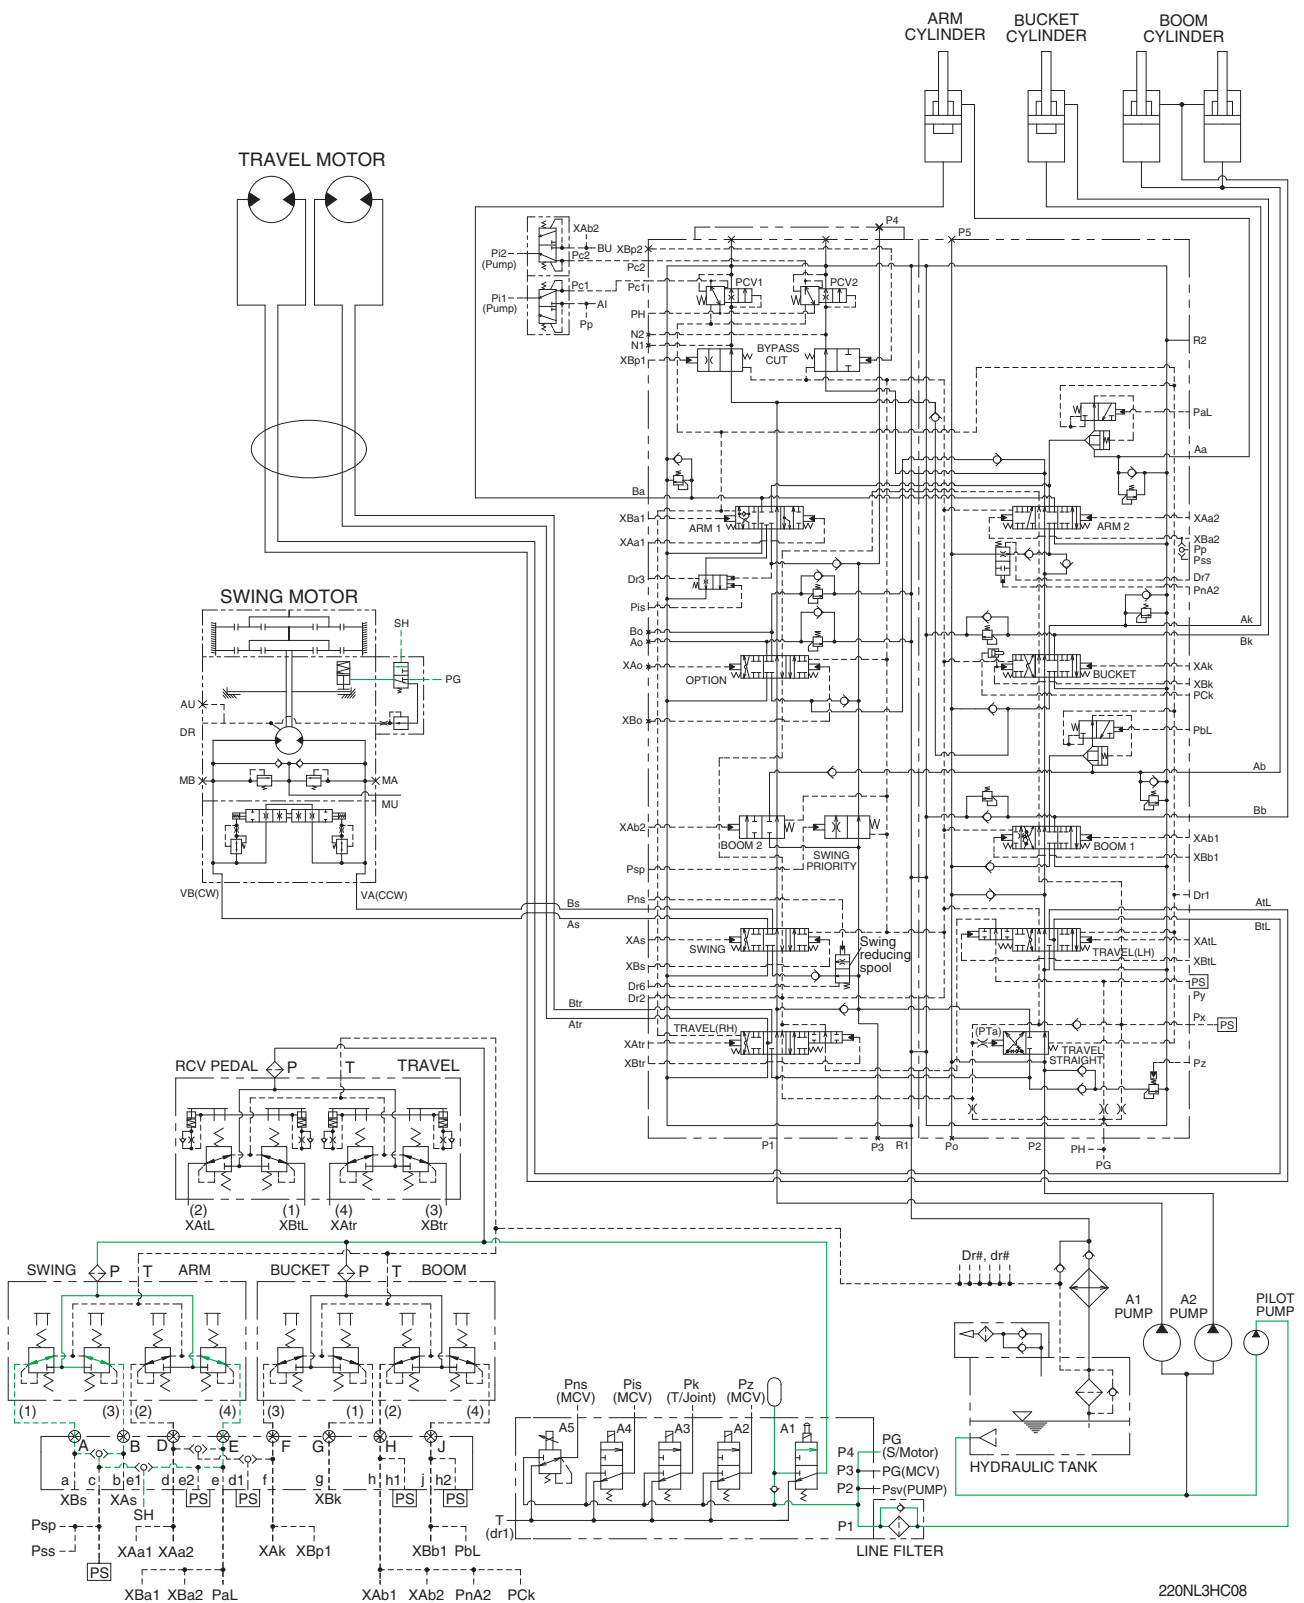 ARM
CYLINDER
BUCKET
CYLINDER
BOOM
CYLINDER
TRAVEL MOTOR
XAb2
BU
Pi2
(Pump)
Pc2
Pi1
(Pump)
Pc1
AI
Pp
P4
P5
XBp2
Pc2
Pc1
PCV1
PCV2
PH
N2
N1
XBp1
BYPASS
CUT
R2
PaL
Aa
Ba
XBa1
ARM 1
XAa1
ARM 2
XAa2
XBa2
Pp
Pss
Dr3
Pis
Dr7
PnA2
Bo
Ao
Ak
Bk
XAo
OPTION
XBo
BUCKET
XAk
XBk
PCk
PbL
SWING MOTOR
SH
PG
AU
DR
MB
MA
MU
VB(CW)
VA(CCW)
Ab
Bb
XAb2
BOOM 2
SWING
PRIORITY
Psp
BOOM 1
XAb1
XBb1
Pns
Dr1
Bs
As
AtL
BtL
XAs
SWING
XBs
Swing
reducing
spool
Dr6
Dr2
TRAVEL(LH)
XAtL
XBtL
PS
Py
Btr
Atr
TRAVEL(RH)
XAtr
XBtr
(PTa)
TRAVEL
STRAIGHT
Px
PS
Pz
P1
P3
R1
Po
P2
PH
PG
RCV PEDAL
P
T
TRAVEL
(2)
XAtL
(1)
XBtL
(4)
XAtr
(3)
XBtr
SWING
P
T
ARM
BUCKET
P
T
BOOM
(1)
(3)
(2)
(4)
(3)
(1)
(2)
(4)
A
B
D
E
F
G
H
J
a
c
b
e1
d
e2
e
d1
f
g
h
h1
j
h2
XBs
XAs
PS
PS
XBk
PS
PS
SH
Psp
Pss
PS
XAa1
XAa2
XBa1
XBa2
PaL
XAk
XBp1
XBb1
PbL
XAb1
XAb2
PnA2
PCk
Pns
(MCV)
Pis
(MCV)
Pk
(T/Joint)
Pz
(MCV)
A5
A4
A3
A2
A1
T
(dr1)
P4
PG
(S/Motor)
P3
PG(MCV)
P2
Psv(PUMP)
P1
LINE FILTER
Dr#, dr#
A1
PUMP
A2
PUMP
PILOT
PUMP
HYDRAULIC TANK
220NL3HC08